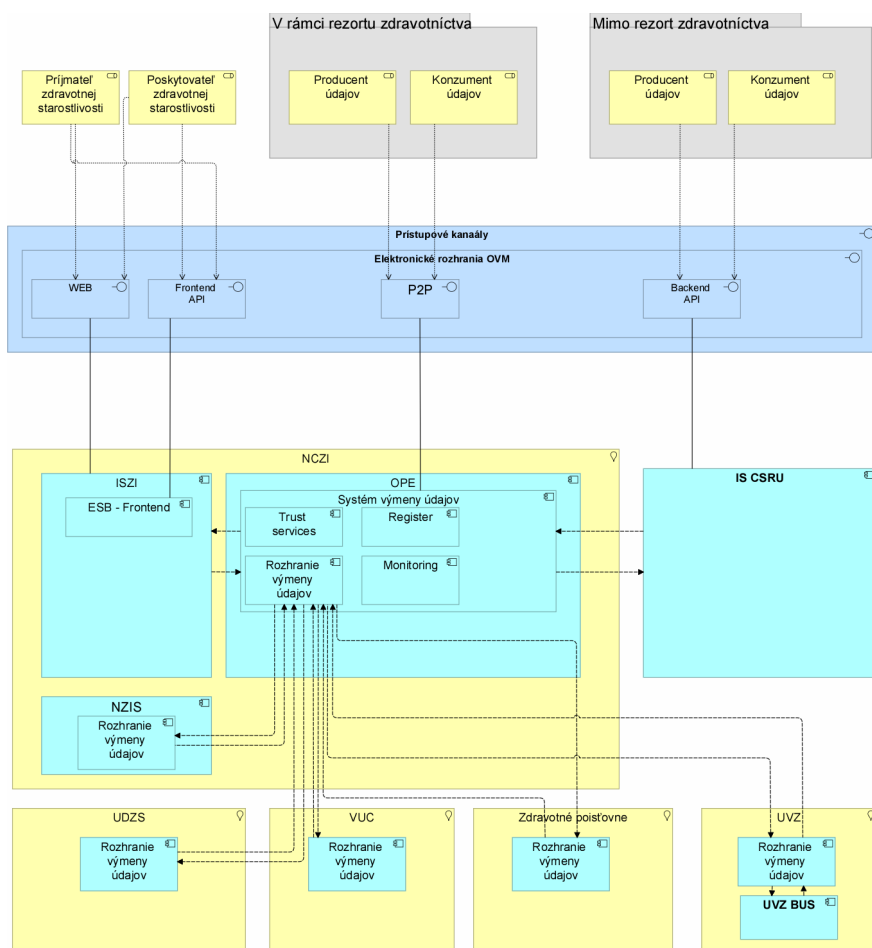 V rámci rezortu zdravotníctva
Mimo rezort zdravotníctva
Príjmateľ
zdravotnej
starostlivosti
Poskytovateľ
zdravotnej
starostlivosti
Producent
údajov
Konzument
údajov
Producent
údajov
Konzument
údajov
Prístupové kanaály
Elektronické rozhrania OVM
WEB
Frontend
API
P2P
Backend
API
NCZI
ISZI
ESB - Frontend
OPE
Systém výmeny údajov
Trust
services
Register
Rozhranie
výmeny
údajov
Monitoring
IS CSRU
NZIS
Rozhranie
výmeny
údajov
UDZS
Rozhranie
výmeny
údajov
VUC
Rozhranie
výmeny
údajov
Zdravotné poisťovne
Rozhranie
výmeny
údajov
UVZ
Rozhranie
výmeny
údajov
UVZ BUS